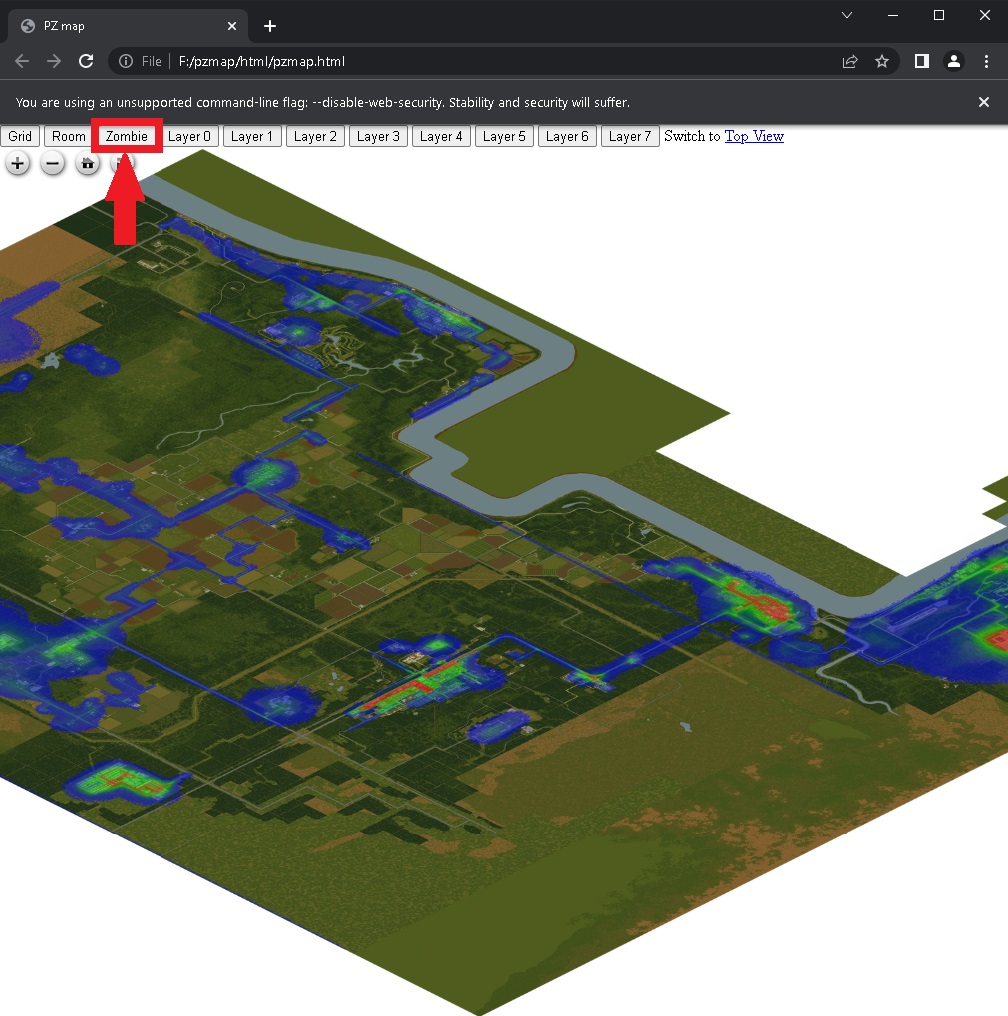 PZ map
File F:/pzmap/html/pzmap.html
You are using an unsupported command-line flag: --disable-web-security. Stability and security will suffer.
Grid Room Zombie Layer 0 Layer 1 Layer 2 Layer 3 Layer 4 Layer 5 Layer 6 Layer 7 Switch to Top View